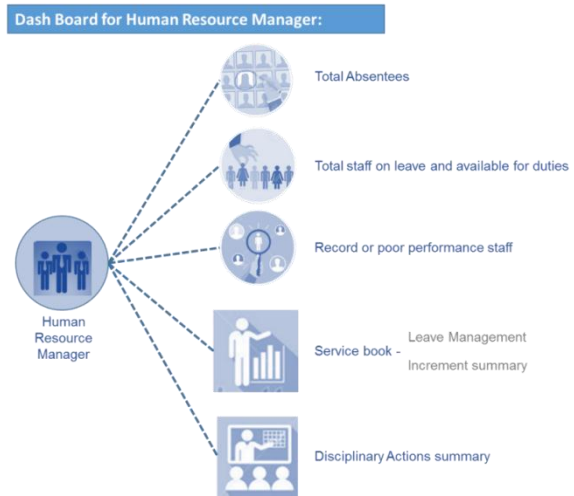 Dash Board for Human Resource Manager:
Total Absentees
Total staff on leave and available for duties
Record or poor performance staff
Human
Resource
Manager
Service book -
Leave Management
Increment summary
Disciplinary Actions summary